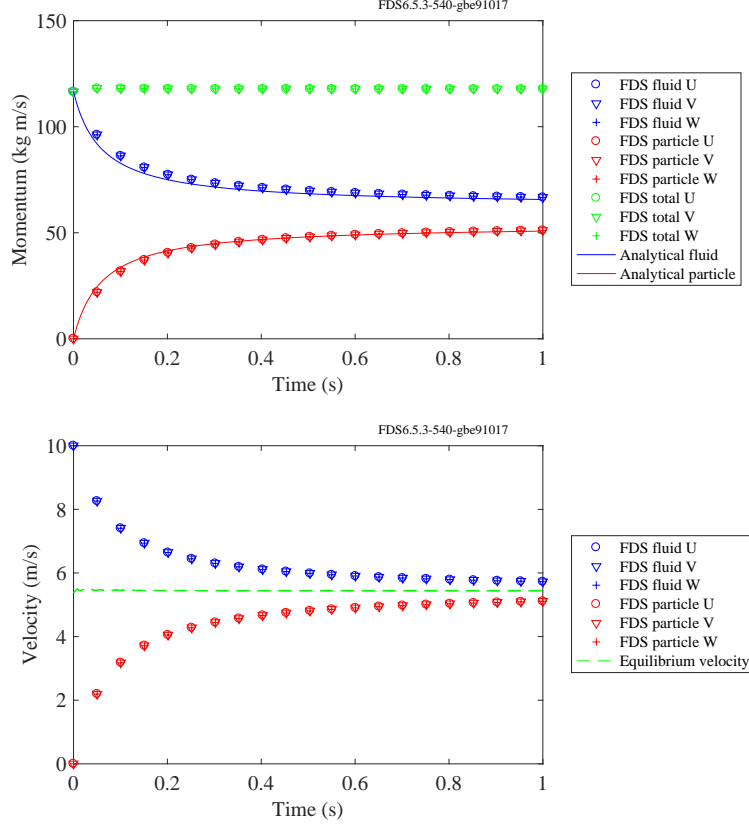 FDS6.5.3-540-gbe91017
150
100
50
0
Momentum (kg m/s)
0 0.2 0.4 0.6 0.8 1
Time (s)
FDS fluid U
FDS fluid V
FDS fluid W
FDS particle U
FDS particle V
FDS particle W
FDS total U
FDS total V
FDS total W
Analytical fluid
Analytical particle
FDS6.5.3-540-gbe91017
10
8
6
4
2
0
Velocity (m/s)
0 0.2 0.4 0.6 0.8 1
Time (s)
FDS fluid U
FDS fluid V
FDS fluid W
FDS particle U
FDS particle V
FDS particle W
Equilibrium velocity